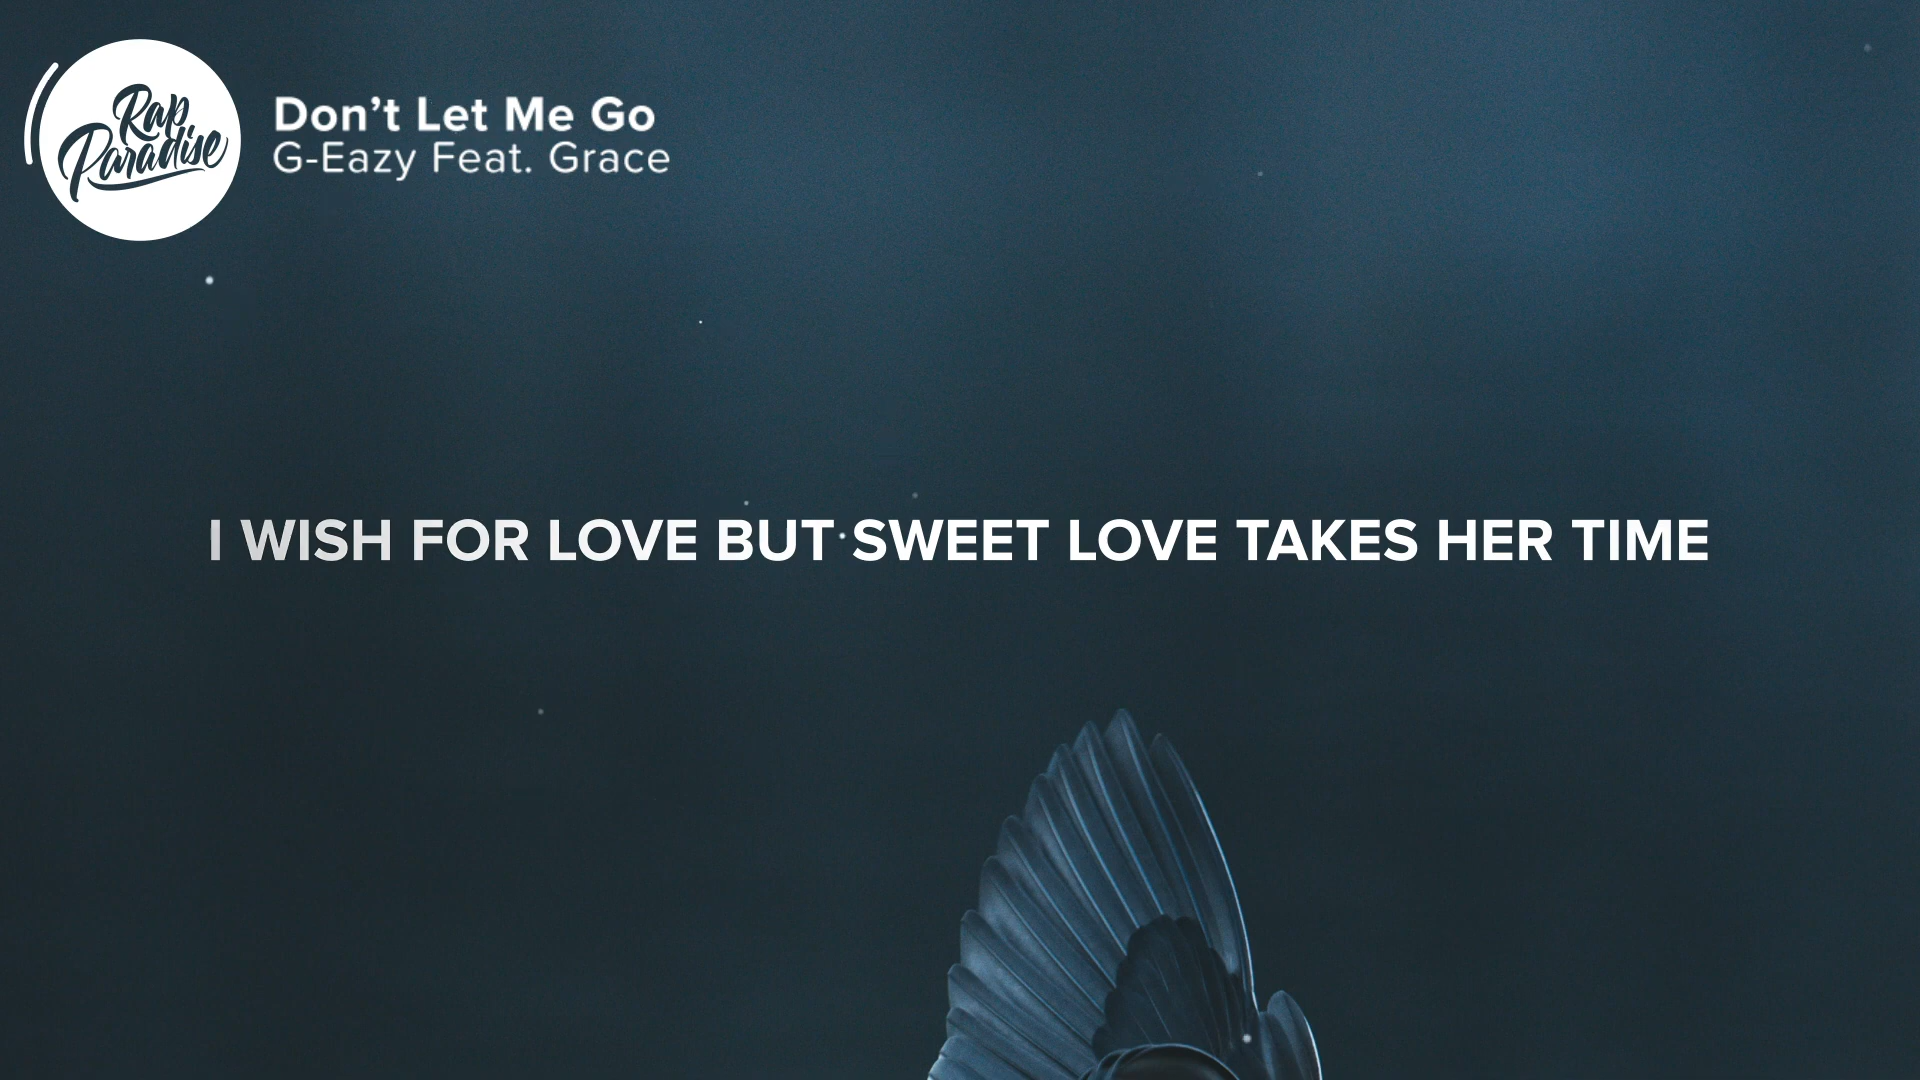 Rap
Paradise
Don’t Let Me Go
G-Eazy Feat. Grace
I WISH FOR LOVE BUT SWEET LOVE TAKES HER TIME